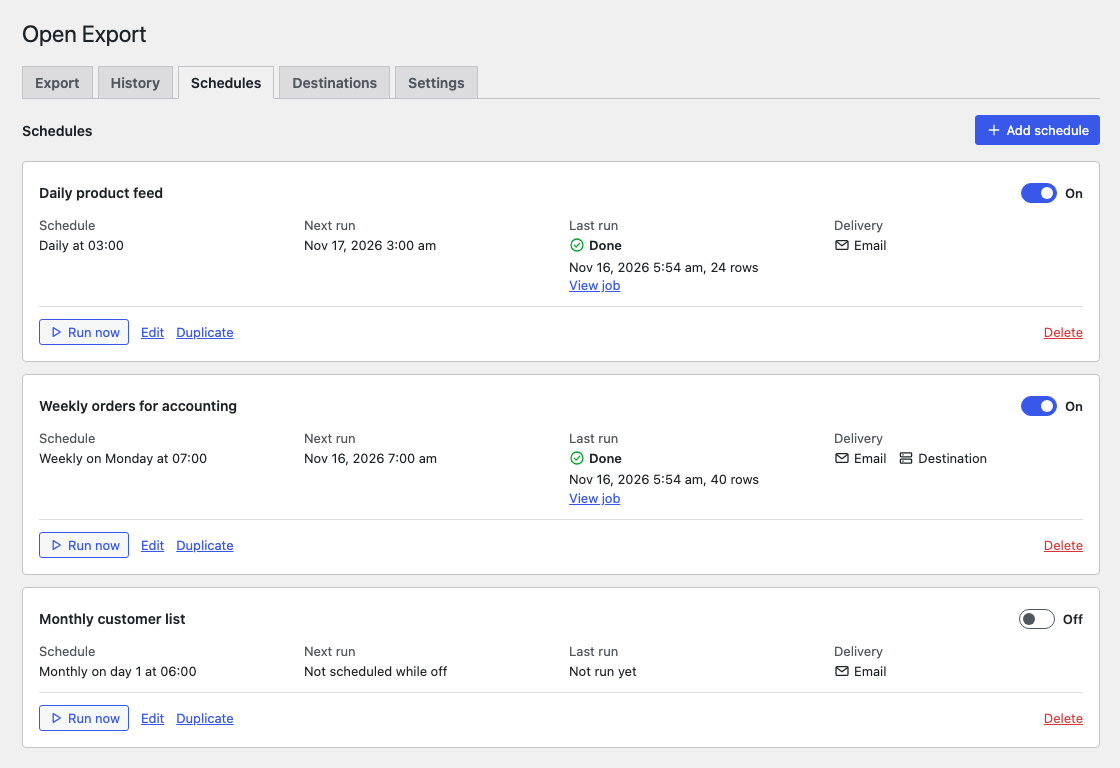 Open Export
Export History Schedules Destinations Settings
Schedules
Add schedule
Daily product feed
On
Schedule Next run Last run Delivery
Daily at 03:00 Nov 17, 2026 3:00 am Done Email
Nov 16, 2026 5:54 am, 24 rows
View job
Run now Edit Duplicate Delete
Weekly orders for accounting
On
Schedule Next run Last run Delivery
Weekly on Monday at 07:00 Nov 16, 2026 7:00 am Done Email Destination
Nov 16, 2026 5:54 am, 40 rows
View job
Run now Edit Duplicate Delete
Monthly customer list
Off
Schedule Next run Last run Delivery
Monthly on day 1 at 06:00 Not scheduled while off Not run yet Email
Run now Edit Duplicate Delete